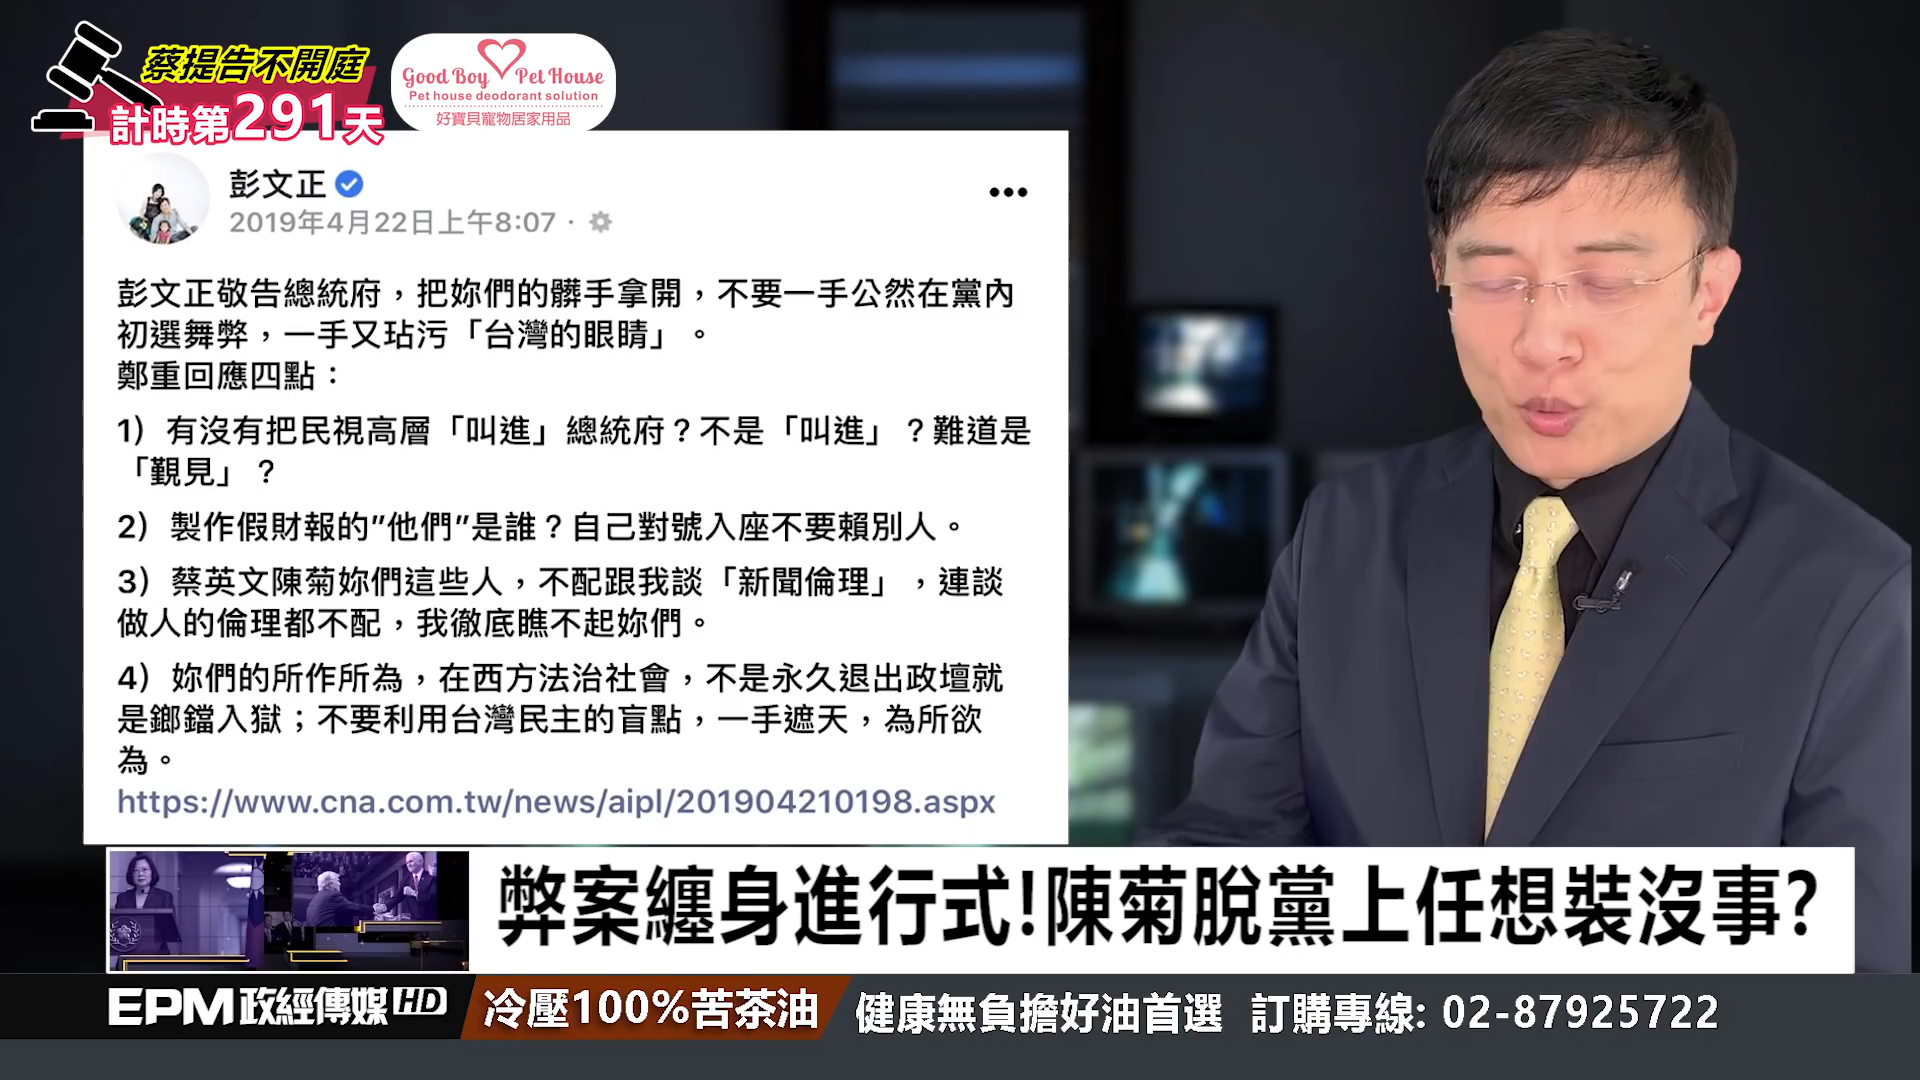 蔡提告不開庭
計時第291天
Good Boy Pet House
Pet house deodorant solution
好寶貝寵物居家用品
彭文正
2019年4月22日上午8:07 ·
彭文正敬告總統府，把妳們的髒手拿開，不要一手公然在黨內
初選舞弊，一手又玷污「台灣的眼睛」。
鄭重回應四點：
1）有沒有把民視高層「叫進」總統府？不是「叫進」？難道是
「覲見」？
2）製作假財報的"他們"是誰？自己對號入座不要賴別人。
3）蔡英文陳菊妳們這些人，不配跟我談「新聞倫理」，連談
做人的倫理都不配，我徹底瞧不起妳們。
4）妳們的所作所為，在西方法治社會，不是永久退出政壇就
是鎯鐺入獄；不要利用台灣民主的盲點，一手遮天，為所欲
為。
https://www.cna.com.tw/news/aipl/201904210198.aspx
弊案纏身進行式!陳菊脫黨上任想裝沒事?
EPM政經傳媒HD
冷壓100%苦茶油
健康無負擔好油首選 訂購專線: 02-87925722